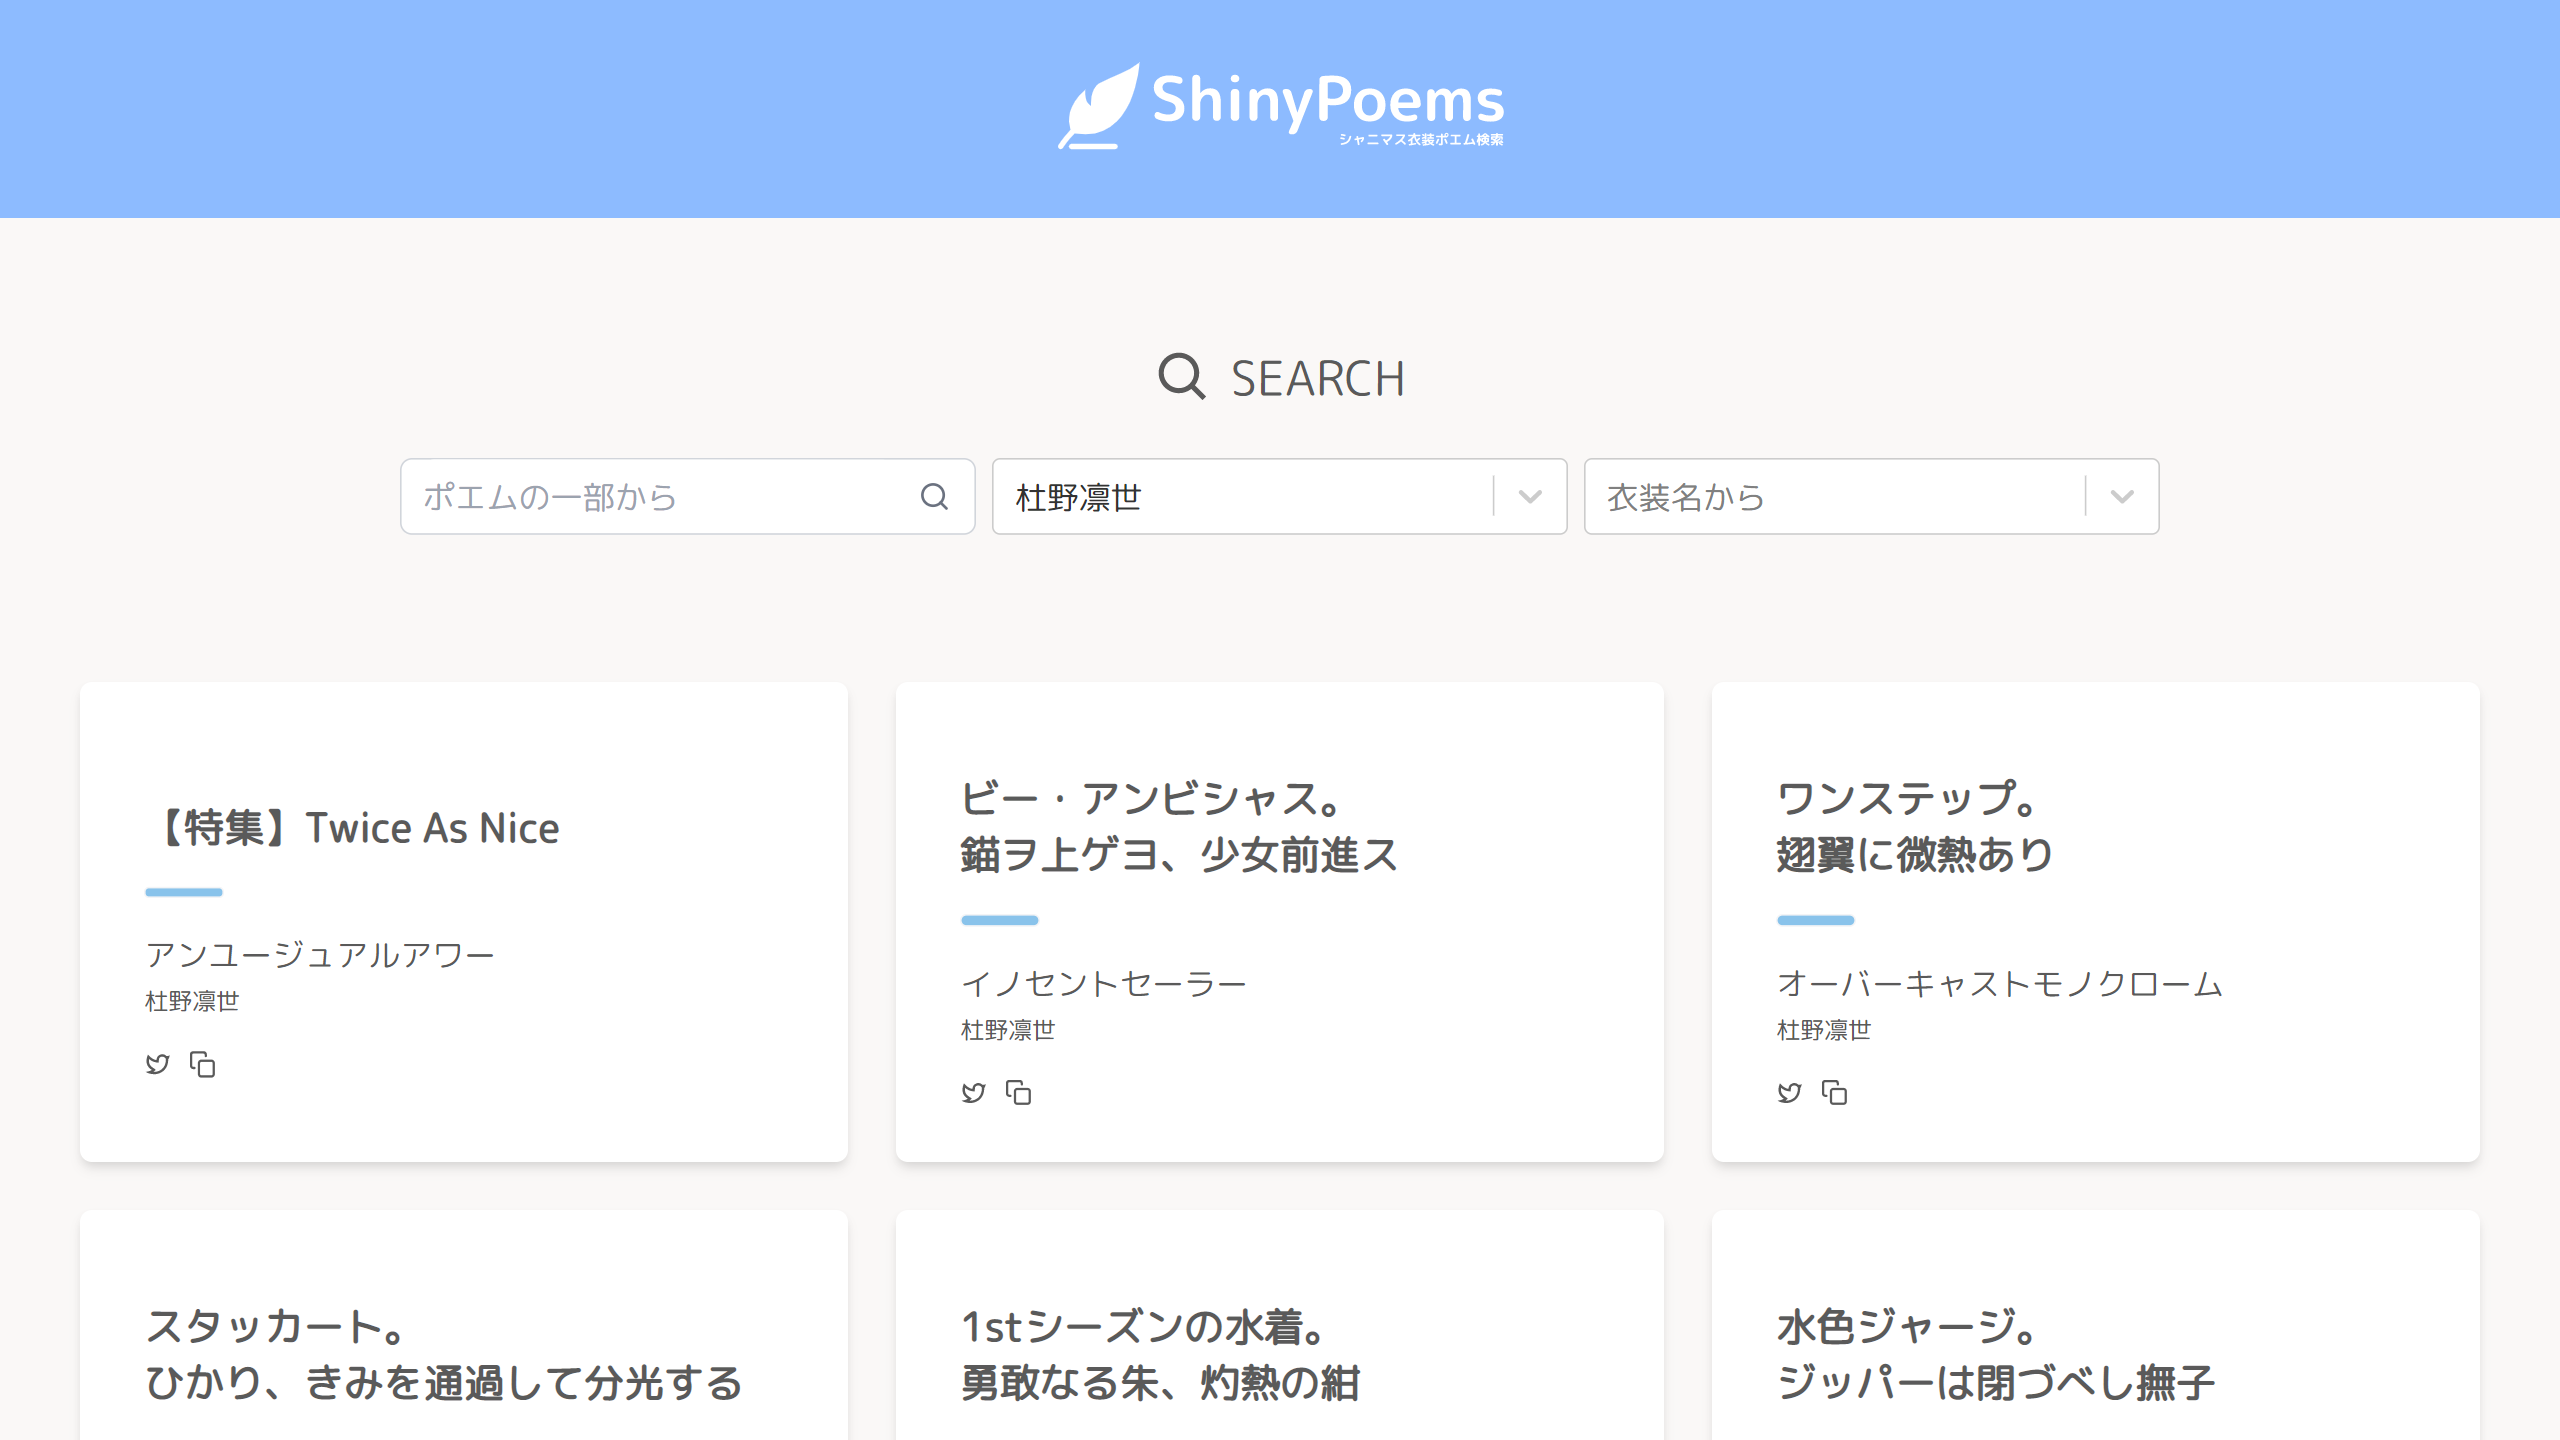 ShinyPoems
シャニマス衣装ポエム検索
SEARCH
ポエムの一部から
杜野凛世
衣装名から
【特集】Twice As Nice
アンユージュアルアワー
杜野凛世
ビー・アンビシャス。
錨ヲ上ゲヨ、少女前進ス
イノセントセーラー
杜野凛世
ワンステップ。
翅翼に微熱あり
オーバーキャストモノクローム
杜野凛世
スタッカート。
ひかり、きみを通過して分光する
1stシーズンの水着。
勇敢なる朱、灼熱の紺
水色ジャージ。
ジッパーは閉づべし撫子